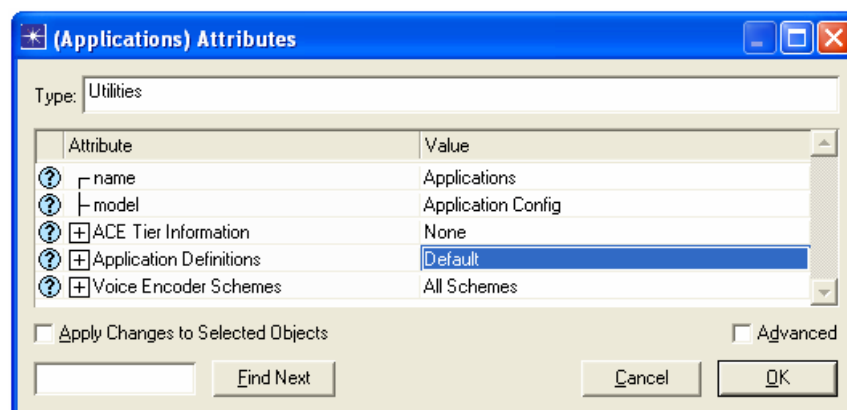 (Applications) Attributes
Type: Utilities
Attribute Value
name Applications
model Application Config
ACE Tier Information None
Application Definitions Default
Voice Encoder Schemes All Schemes
Apply Changes to Selected Objects Advanced
Find Next Cancel OK